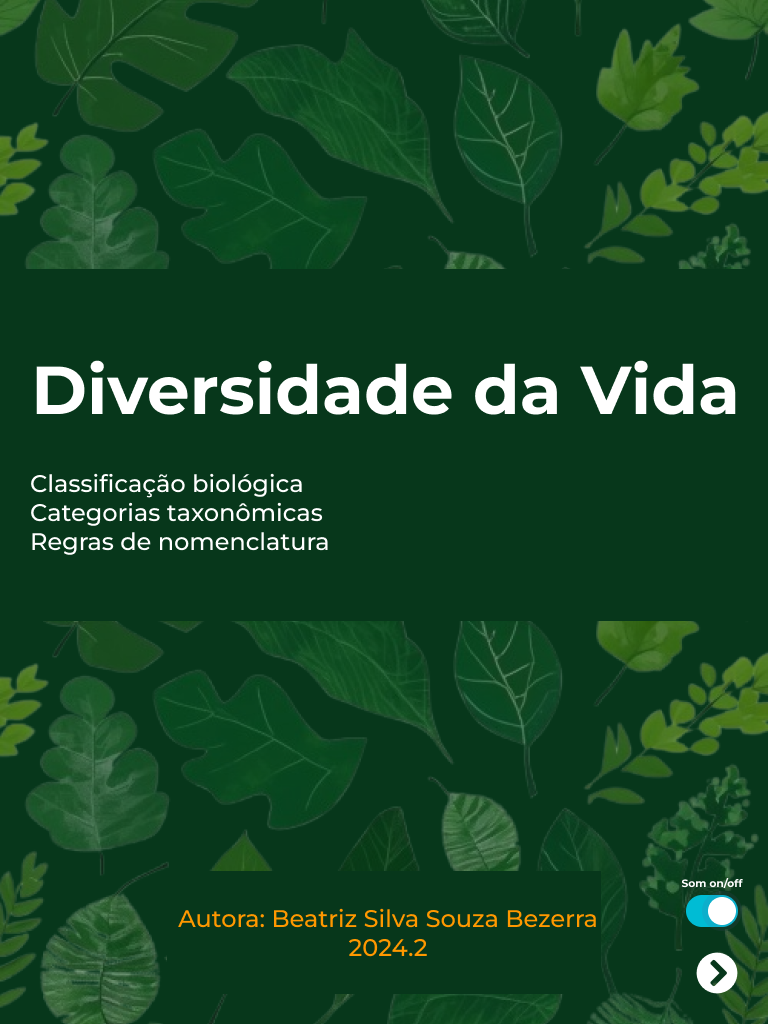 Diversidade da Vida
Classificação biológica
Categorias taxonômicas
Regras de nomenclatura
Som on/off
Autora: Beatriz Silva Souza Bezerra
2024.2